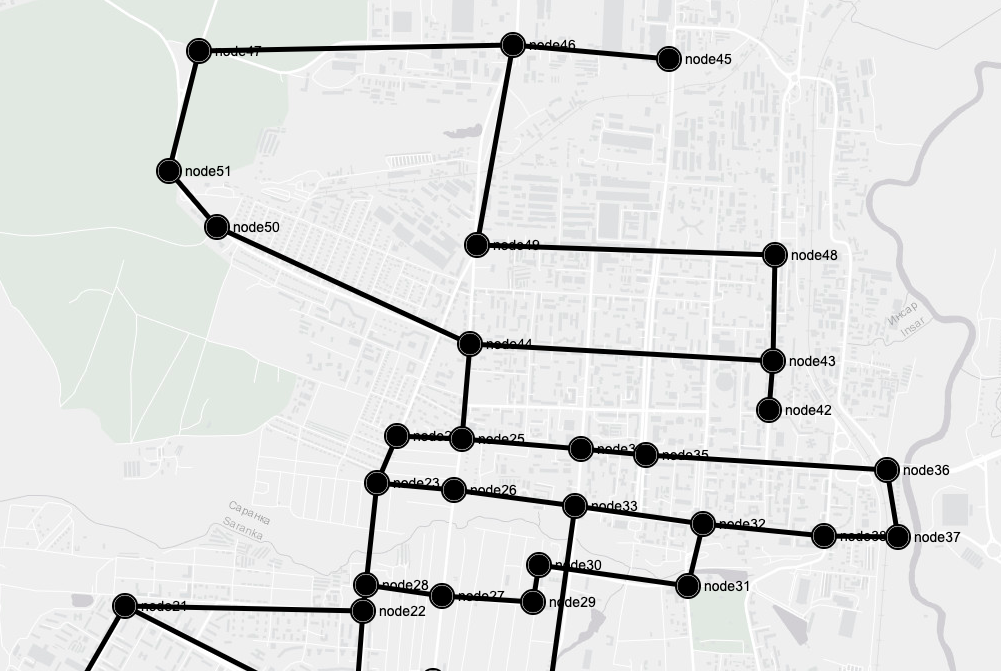 node47
node46
node45
node51
node50
node49
node48
Инсар
Insar
node44
node43
node42
node25
node35
node36
node23
node26
node33
node32
node37
Саранка
Saranka
node30
node28
node27
node29
node31
node21
node22